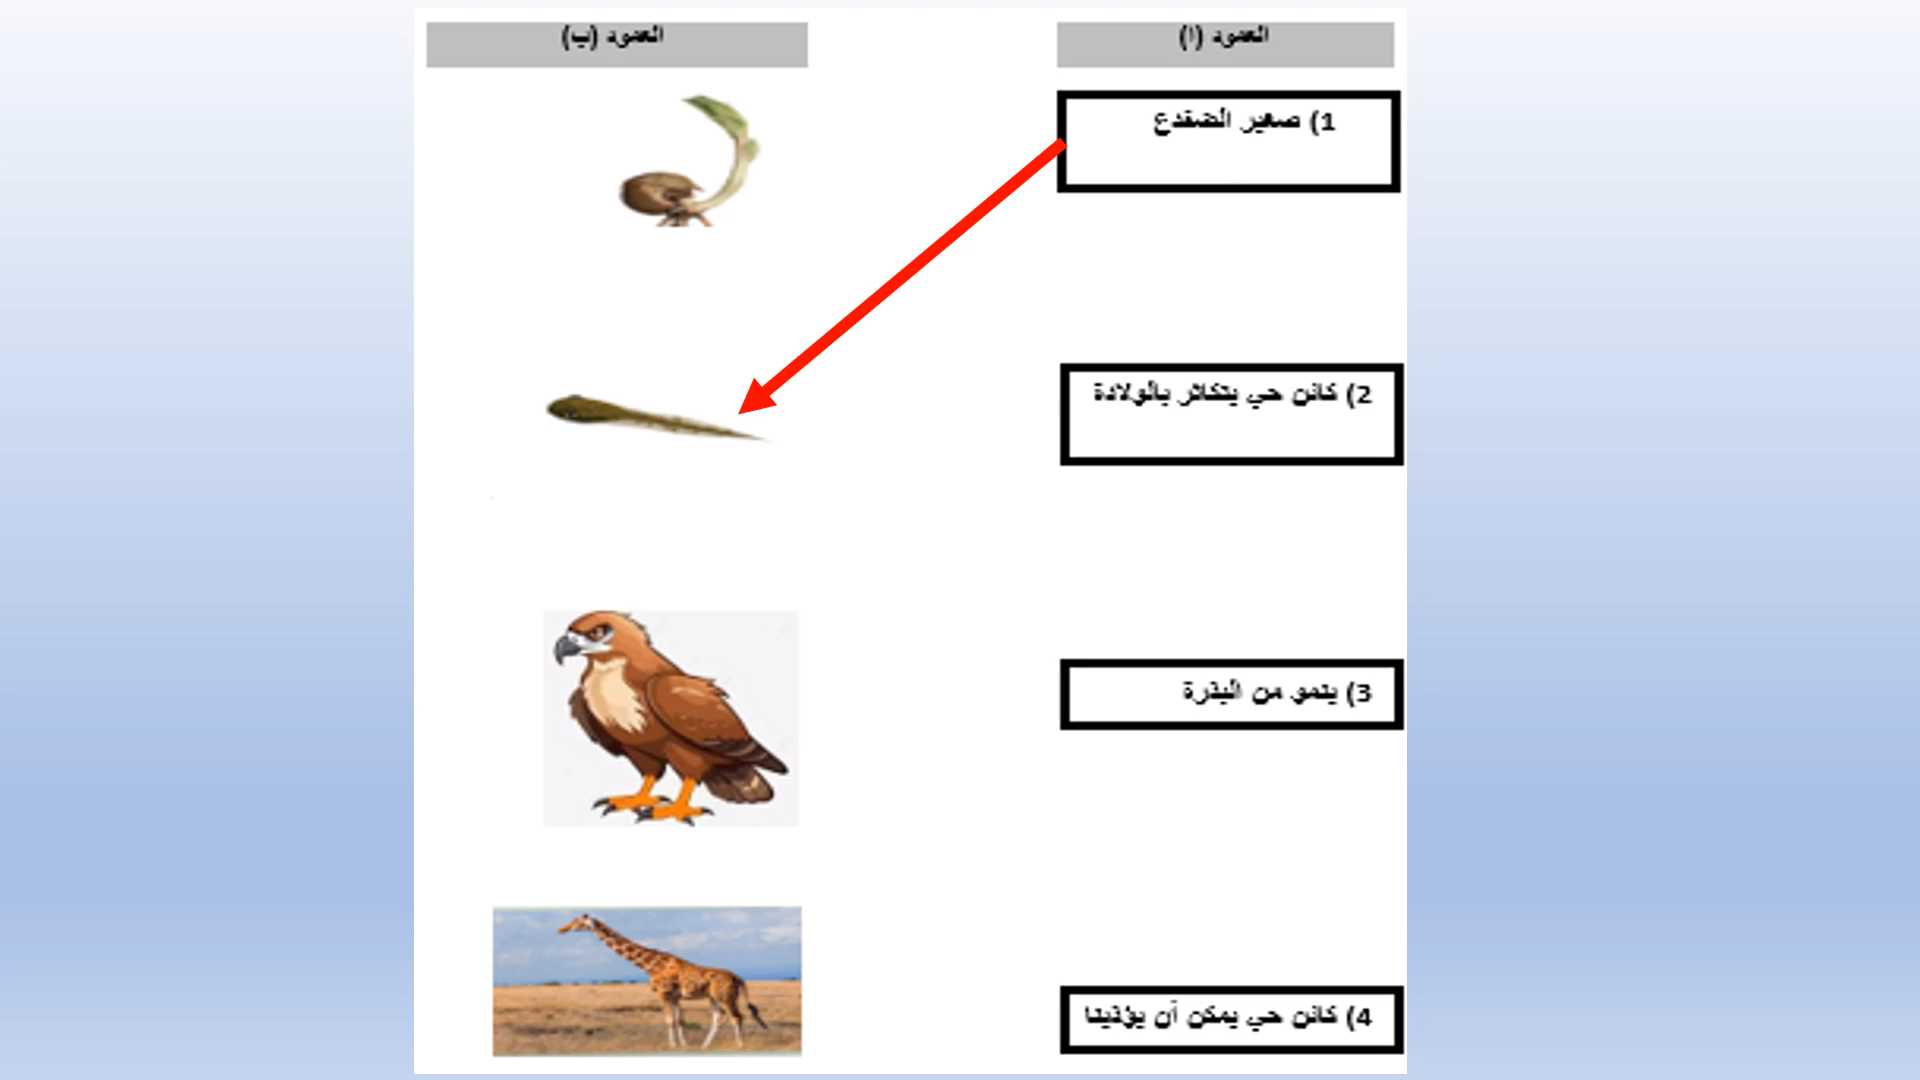 العمود (ا)
العمود (ب)
1) صغير الضفدع
2) كائن حي يتكاثر بالولادة
3) ينمو من البذرة
4) كائن حي يمكن أن يؤذينا